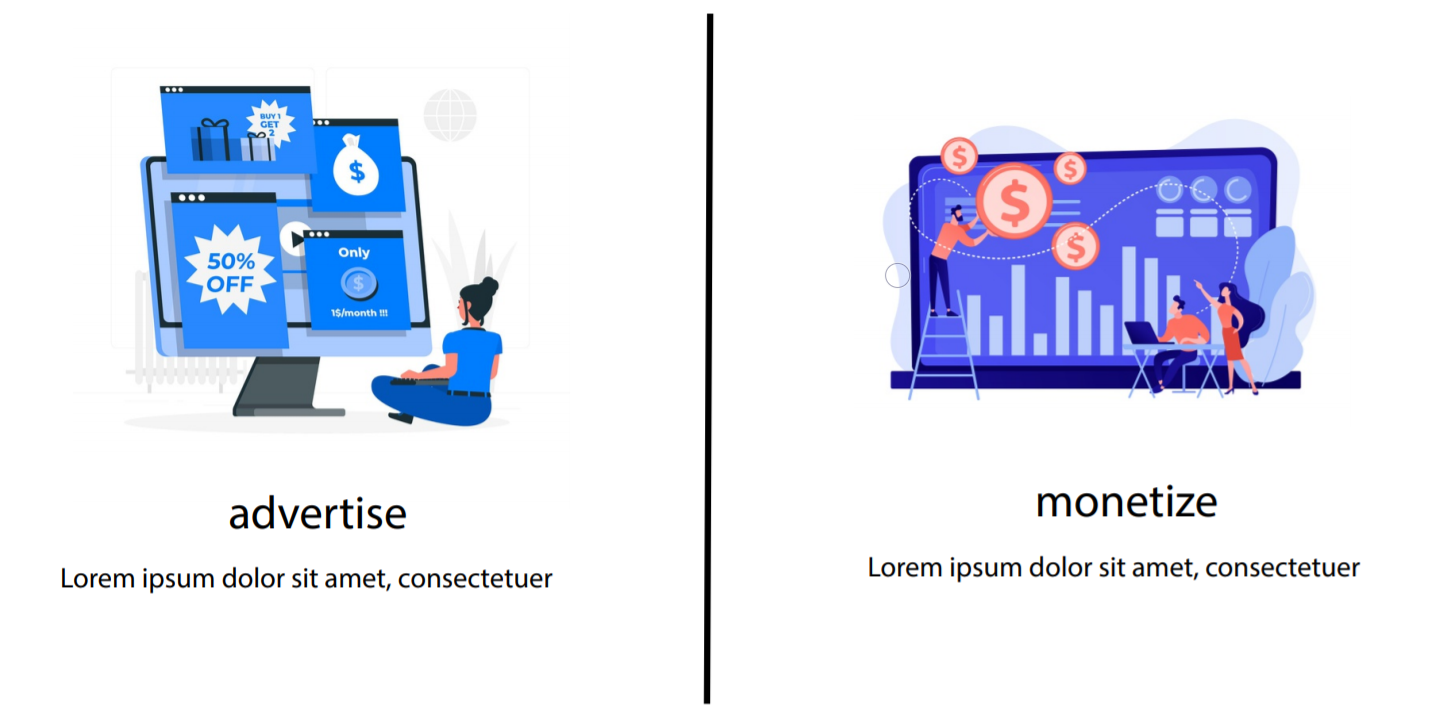 BUY 1
GET
2
$
50%
OFF
Only
$
1$/month !!!
advertise
Lorem ipsum dolor sit amet, consectetuer
$
$
$
$
monetize
Lorem ipsum dolor sit amet, consectetuer